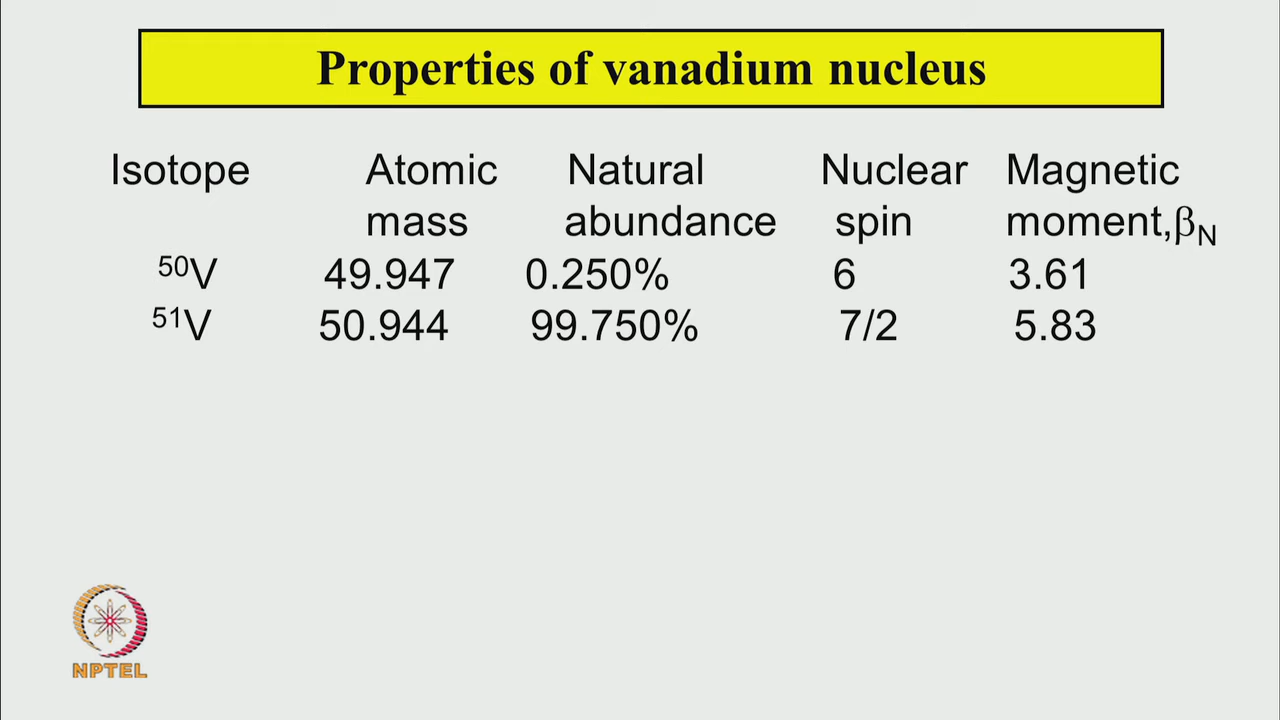 Properties of vanadium nucleus
Isotope Atomic Natural Nuclear Magnetic
mass abundance spin moment,βN
50V 49.947 0.250% 6 3.61
51V 50.944 99.750% 7/2 5.83
NPTEL